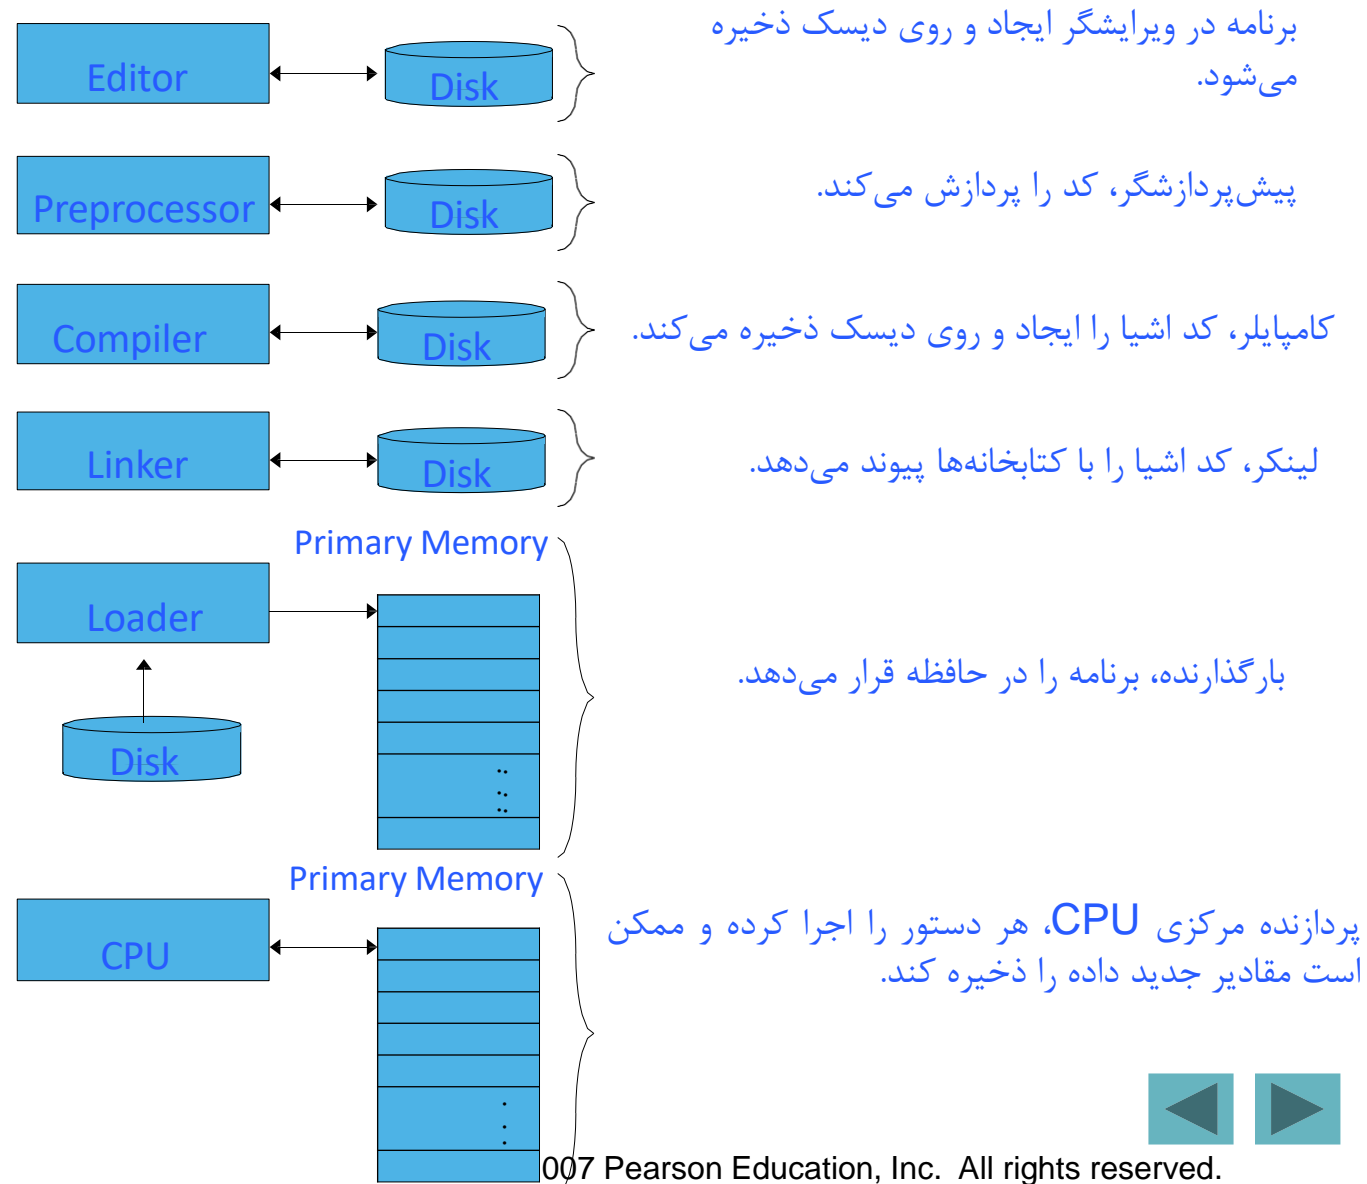 Editor
Disk
برنامه در ویرایشگر ایجاد و روی دیسک ذخیره
می‌شود.
Preprocessor
Disk
پیش‌پردازشگر، کد را پردازش می‌کند.
Compiler
Disk
کامپایلر، کد اشیا را ایجاد و روی دیسک ذخیره می‌کند.
Linker
Disk
لینکر، کد اشیا را با کتابخانه‌ها پیوند می‌دهد.
Primary Memory
Loader
Disk
بارگذارنده، برنامه را در حافظه قرار می‌دهد.
Primary Memory
CPU
پردازنده مرکزی CPU، هر دستور را اجرا کرده و ممکن
است مقادیر جدید داده را ذخیره کند.
007 Pearson Education, Inc. All rights reserved.